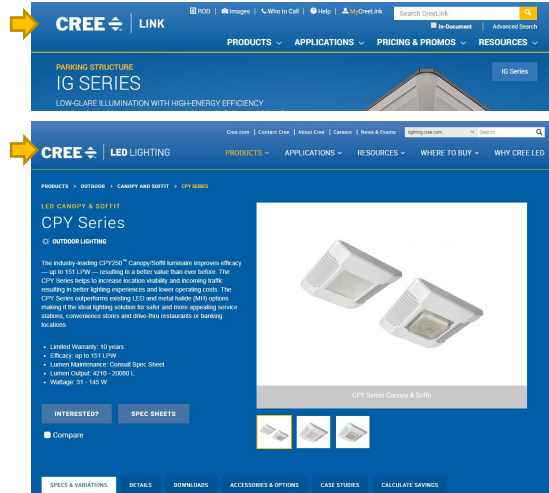 ROD | Images | Who to Call | Help | MyCreeLink Search CreeLink
CREE LINK In-Document | Advanced Search
PRODUCTS APPLICATIONS PRICING & PROMOS RESOURCES
PARKING STRUCTURE
IG SERIES
IG Series
LOW-GLARE ILLUMINATION WITH HIGH-ENERGY EFFICIENCY
Cree.com | Contact Cree | About Cree | Careers | News & Events lighting.cree.com Search...
CREE LED LIGHTING PRODUCTS APPLICATIONS RESOURCES WHERE TO BUY WHY CREE LED
PRODUCTS > OUTDOOR > CANOPY AND SOFFIT > CPY SERIES
LED CANOPY & SOFFIT
CPY Series
OUTDOOR LIGHTING
The industry-leading CPY250™ Canopy/Soffit luminaire improves efficacy
— up to 151 LPW — resulting in a better value than ever before. The
CPY Series helps to increase location visibility and incoming traffic
resulting in better lighting experiences and lower operating costs. The
CPY Series outperforms existing LED and metal halide (MH) options
making it the ideal lighting solution for safer and more appealing service
stations, convenience stores and drive-thru restaurants or banking
locations.
• Limited Warranty: 10 years
• Efficacy: up to 151 LPW
• Lumen Maintenance: Consult Spec Sheet
• Lumen Output: 4210 - 20080 L
• Wattage: 31 - 145 W
CPY Series Canopy & Soffit
INTERESTED? SPEC SHEETS
Compare
SPECS & VARIATIONS DETAILS DOWNLOADS ACCESSORIES & OPTIONS CASE STUDIES CALCULATE SAVINGS